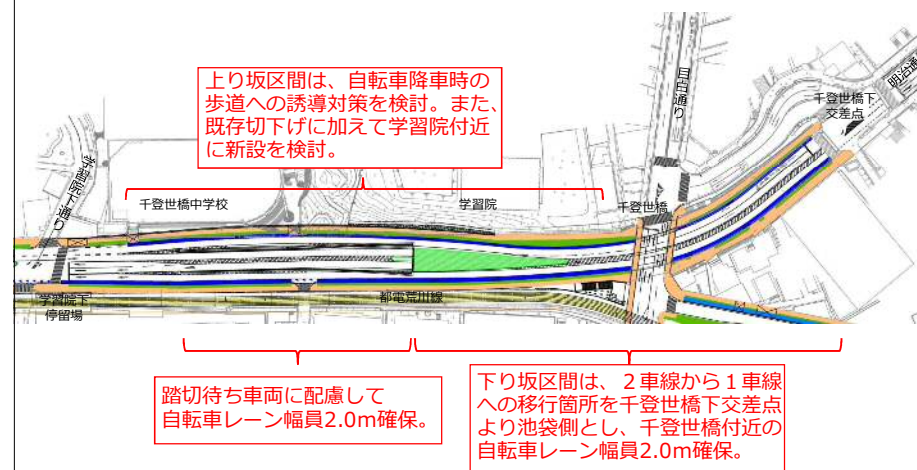 上り坂区間は、自転車降車時の
歩道への誘導対策を検討。また、
既存切下げに加えて学習院付近
に新設を検討。
目白通り
明治通り
千登世橋下
交差点
学習院下通り
千登世橋中学校
学習院
千登世橋
学習院下
停留場
都電荒川線
踏切待ち車両に配慮して
自転車レーン幅員2.0m確保。
下り坂区間は、２車線から１車線
への移行箇所を千登世橋下交差点
より池袋側とし、千登世橋付近の
自転車レーン幅員2.0m確保。